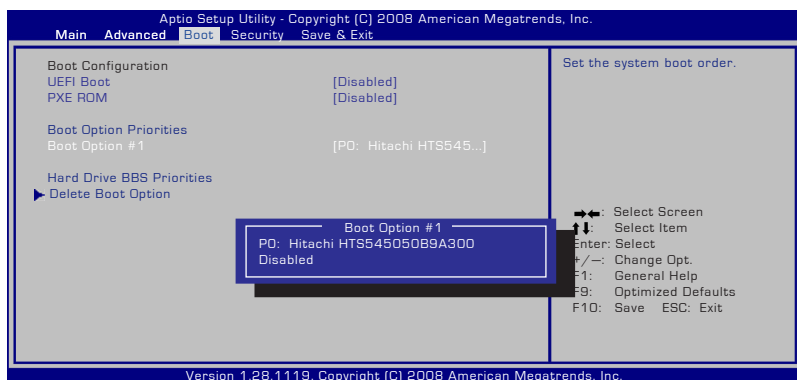 Aptio Setup Utility - Copyright (C) 2008 American Megatrends, Inc.
Main Advanced Boot Security Save & Exit
Boot Configuration
UEFI Boot [Disabled]
PXE ROM [Disabled]
Boot Option Priorities
Boot Option #1 [P0: Hitachi HTS545...]
Hard Drive BBS Priorities
Delete Boot Option
Set the system boot order.
Boot Option #1
P0: Hitachi HTS545050B9A300
Disabled
→←: Select Screen
↑↓: Select Item
Enter: Select
+/—: Change Opt.
F1: General Help
F9: Optimized Defaults
F10: Save ESC: Exit
Version 1.28.1119. Copyright (C) 2008 American Megatrends, Inc.